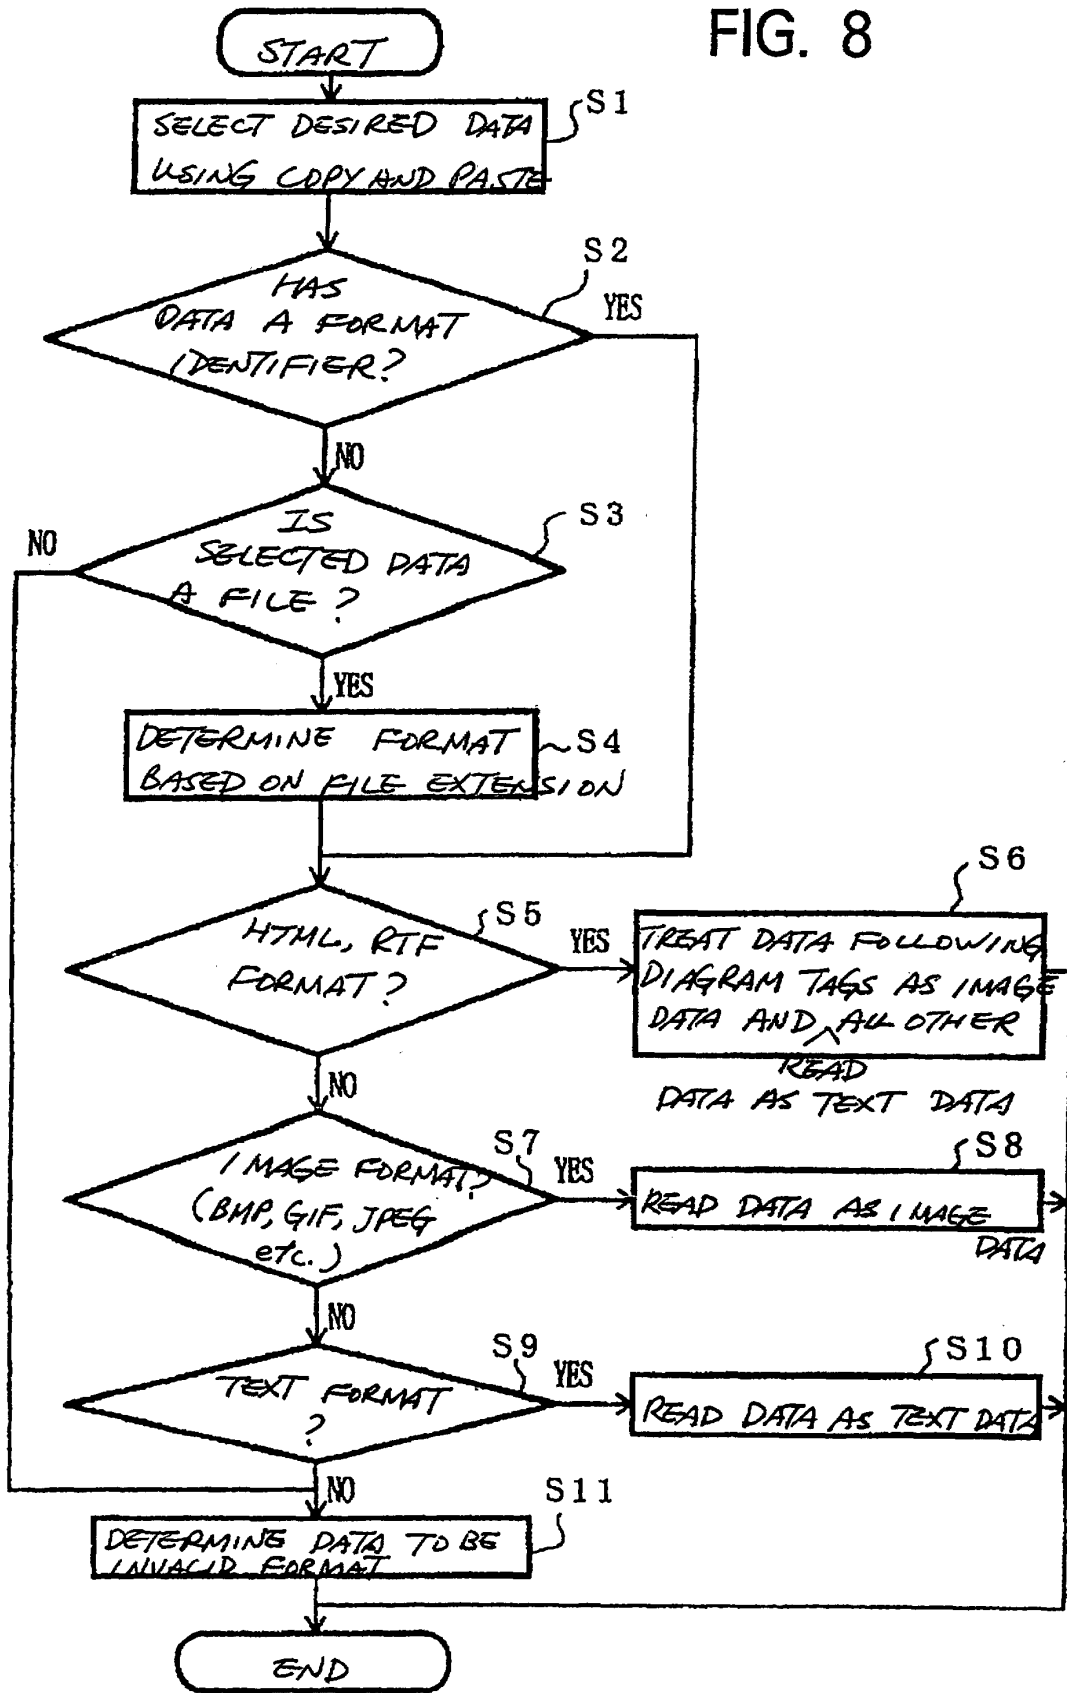 FIG. 8
START
S1
SELECT DESIRED DATA
USING COPY AND PASTE
S2
HAS
DATA A FORMAT
IDENTIFIER?
YES
NO
S3
IS
SELECTED DATA
A FILE?
NO
YES
S4
DETERMINE FORMAT
BASED ON FILE EXTENSION
S5
HTML, RTF
FORMAT?
YES
S6
TREAT DATA FOLLOWING
DIAGRAM TAGS AS IMAGE
DATA AND ALL OTHER
READ
DATA AS TEXT DATA
NO
S7
IMAGE FORMAT?
(BMP, GIF, JPEG
etc.)
YES
S8
READ DATA AS IMAGE
DATA
NO
S9
TEXT FORMAT
?
YES
S10
READ DATA AS TEXT DATA
NO
S11
DETERMINE DATA TO BE
INVALID FORMAT
END